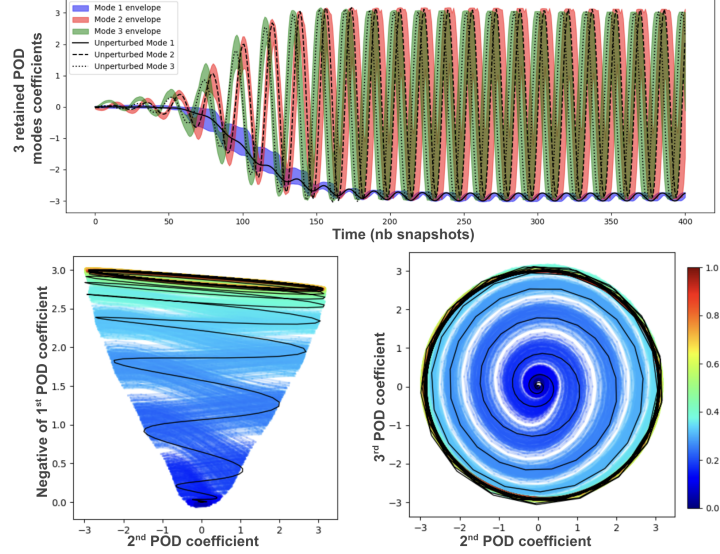 3 retained POD
modes coefficients
3
2
1
0
−1
−2
−3
Mode 1 envelope
Mode 2 envelope
Mode 3 envelope
Unperturbed Mode 1
Unperturbed Mode 2
Unperturbed Mode 3
0 50 100 150 200 250 300 350 400
Time (nb snapshots)
Negative of 1st POD coefficient
3.0
2.5
2.0
1.5
1.0
0.5
0.0
−3 −2 −1 0 1 2 3
2nd POD coefficient
3rd POD coefficient
3
2
1
0
−1
−2
−3
−3 −2 −1 0 1 2 3
2nd POD coefficient
1.0
0.8
0.6
0.4
0.2
0.0